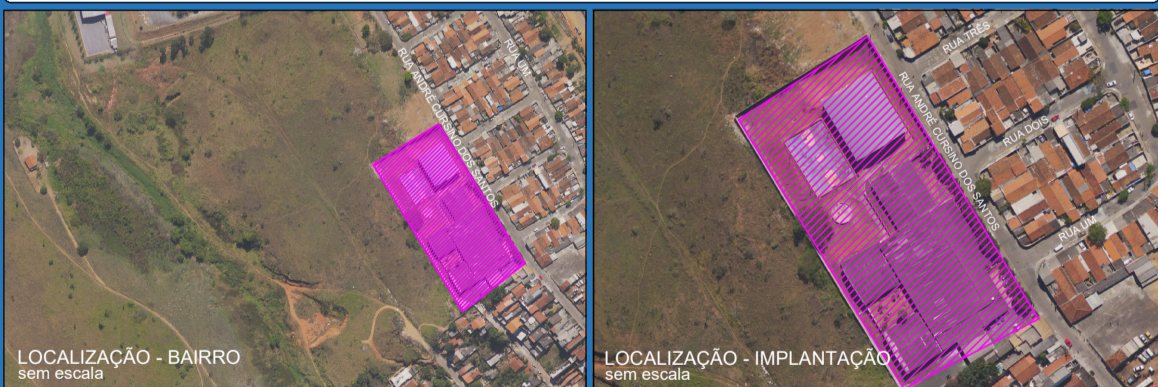 RUA ANDRÉ CURSINO DOS SANTOS
RUA UM
LOCALIZAÇÃO - BAIRRO
sem escala
RUA TRÊS
RUA ANDRÉ CURSINO DOS SANTOS
RUA DOIS
RUA UM
LOCALIZAÇÃO - IMPLANTAÇÃO
sem escala